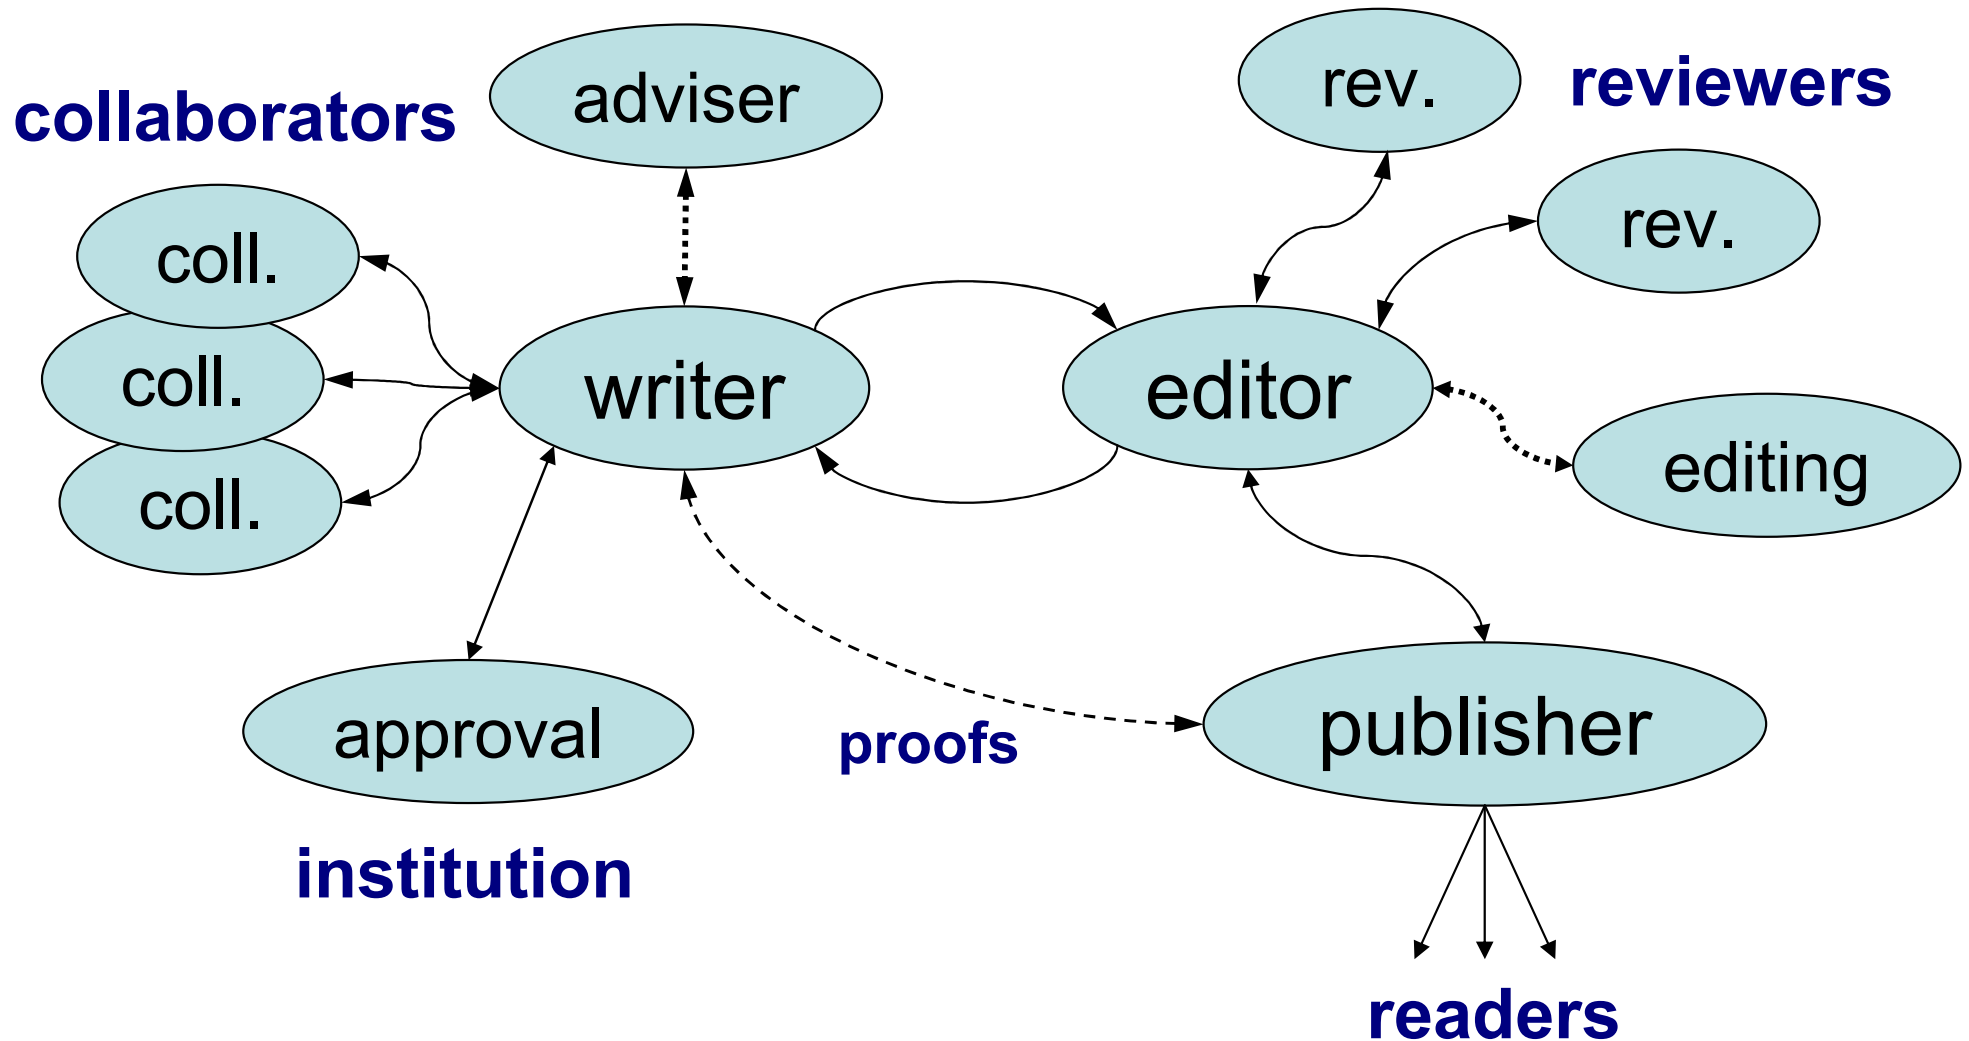 collaborators
adviser
rev.
reviewers
rev.
coll.
coll.
coll.
writer
editor
editing
approval
proofs
publisher
institution
readers